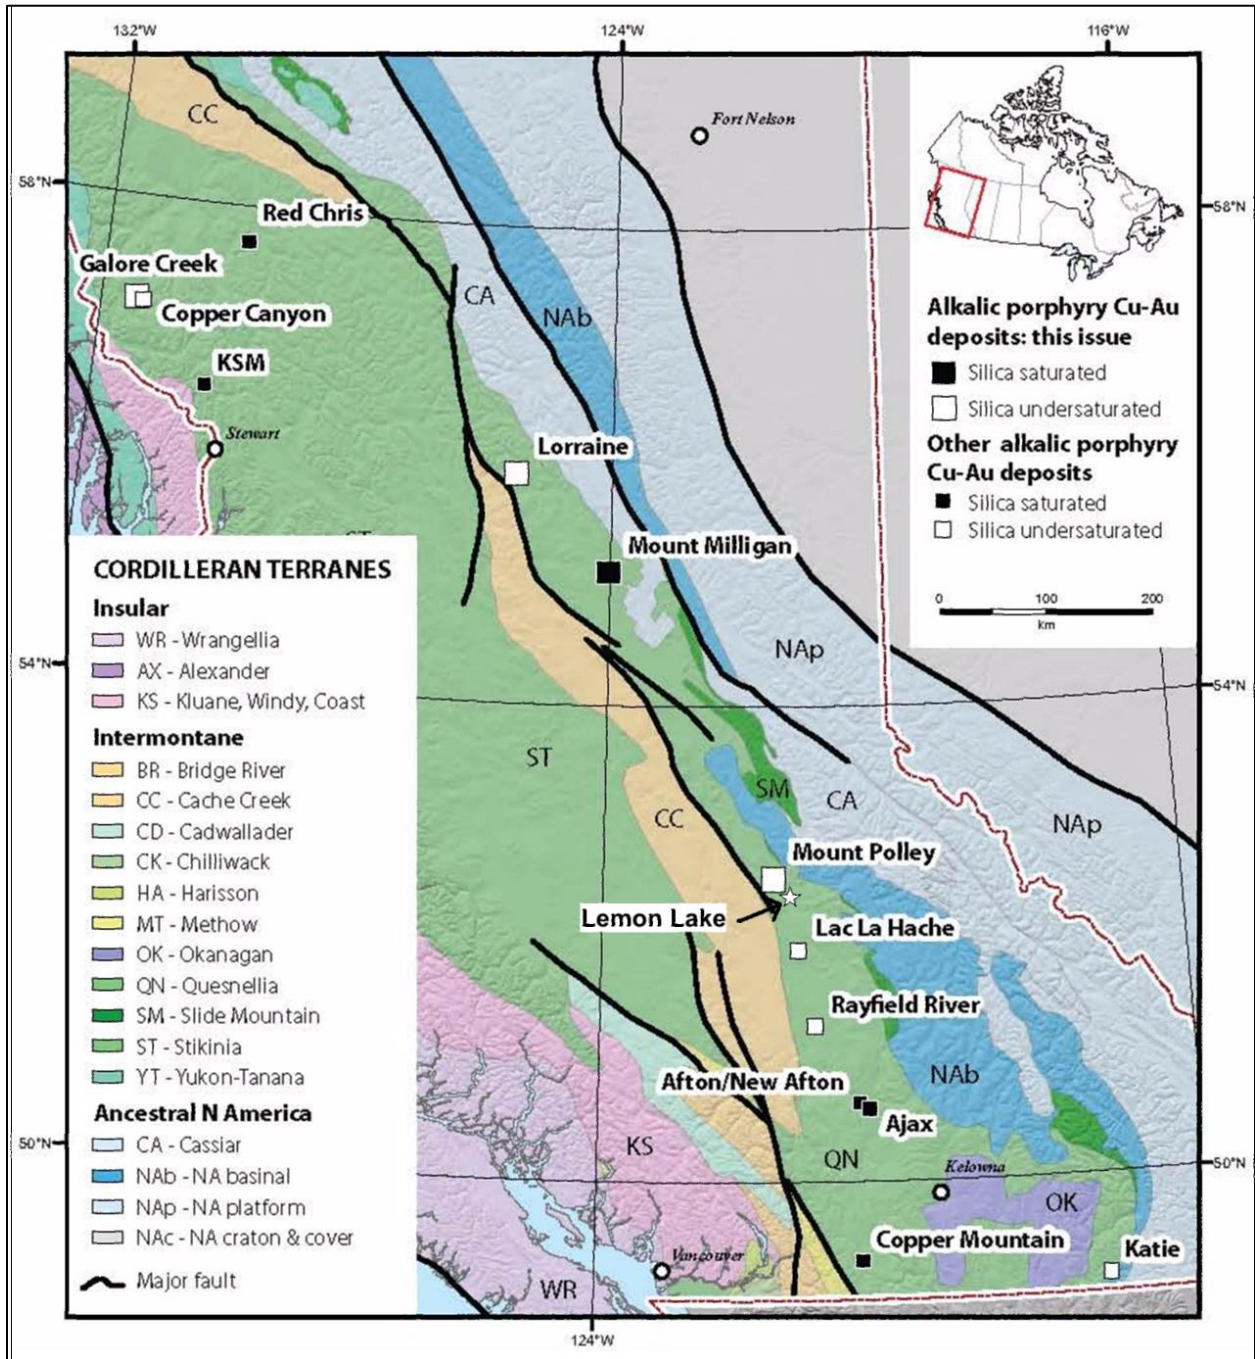 132°W
124°W
116°W
CC
Fort Nelson
58°N
58°N
Red Chris
Galore Creek
CA
Copper Canyon
NAb
KSM
Stewart
Alkalic porphyry Cu-Au
deposits: this issue
Silica saturated
Silica undersaturated
Other alkalic porphyry
Cu-Au deposits
Silica saturated
Silica undersaturated
0 100 200
km
Lorraine
Mount Milligan
CORDILLERAN TERRANES
Insular
WR - Wrangellia
AX - Alexander
KS - Kluane, Windy, Coast
Intermontane
BR - Bridge River
CC - Cache Creek
CD - Cadwallader
CK - Chilliwack
HA - Harisson
MT - Methow
OK - Okanagan
QN - Quesnellia
SM - Slide Mountain
ST - Stikinia
YT - Yukon-Tanana
Ancestral N America
CA - Cassiar
NAb - NA basinal
NAp - NA platform
NAc - NA craton & cover
Major fault
NAp
54°N
54°N
ST
SM
CA
CC
NAp
Mount Polley
Lemon Lake
Lac La Hache
Rayfield River
NAb
Afton/New Afton
Ajax
50°N
50°N
KS
QN
Kelowna
OK
Copper Mountain
Katie
Vancouver
WR
124°W